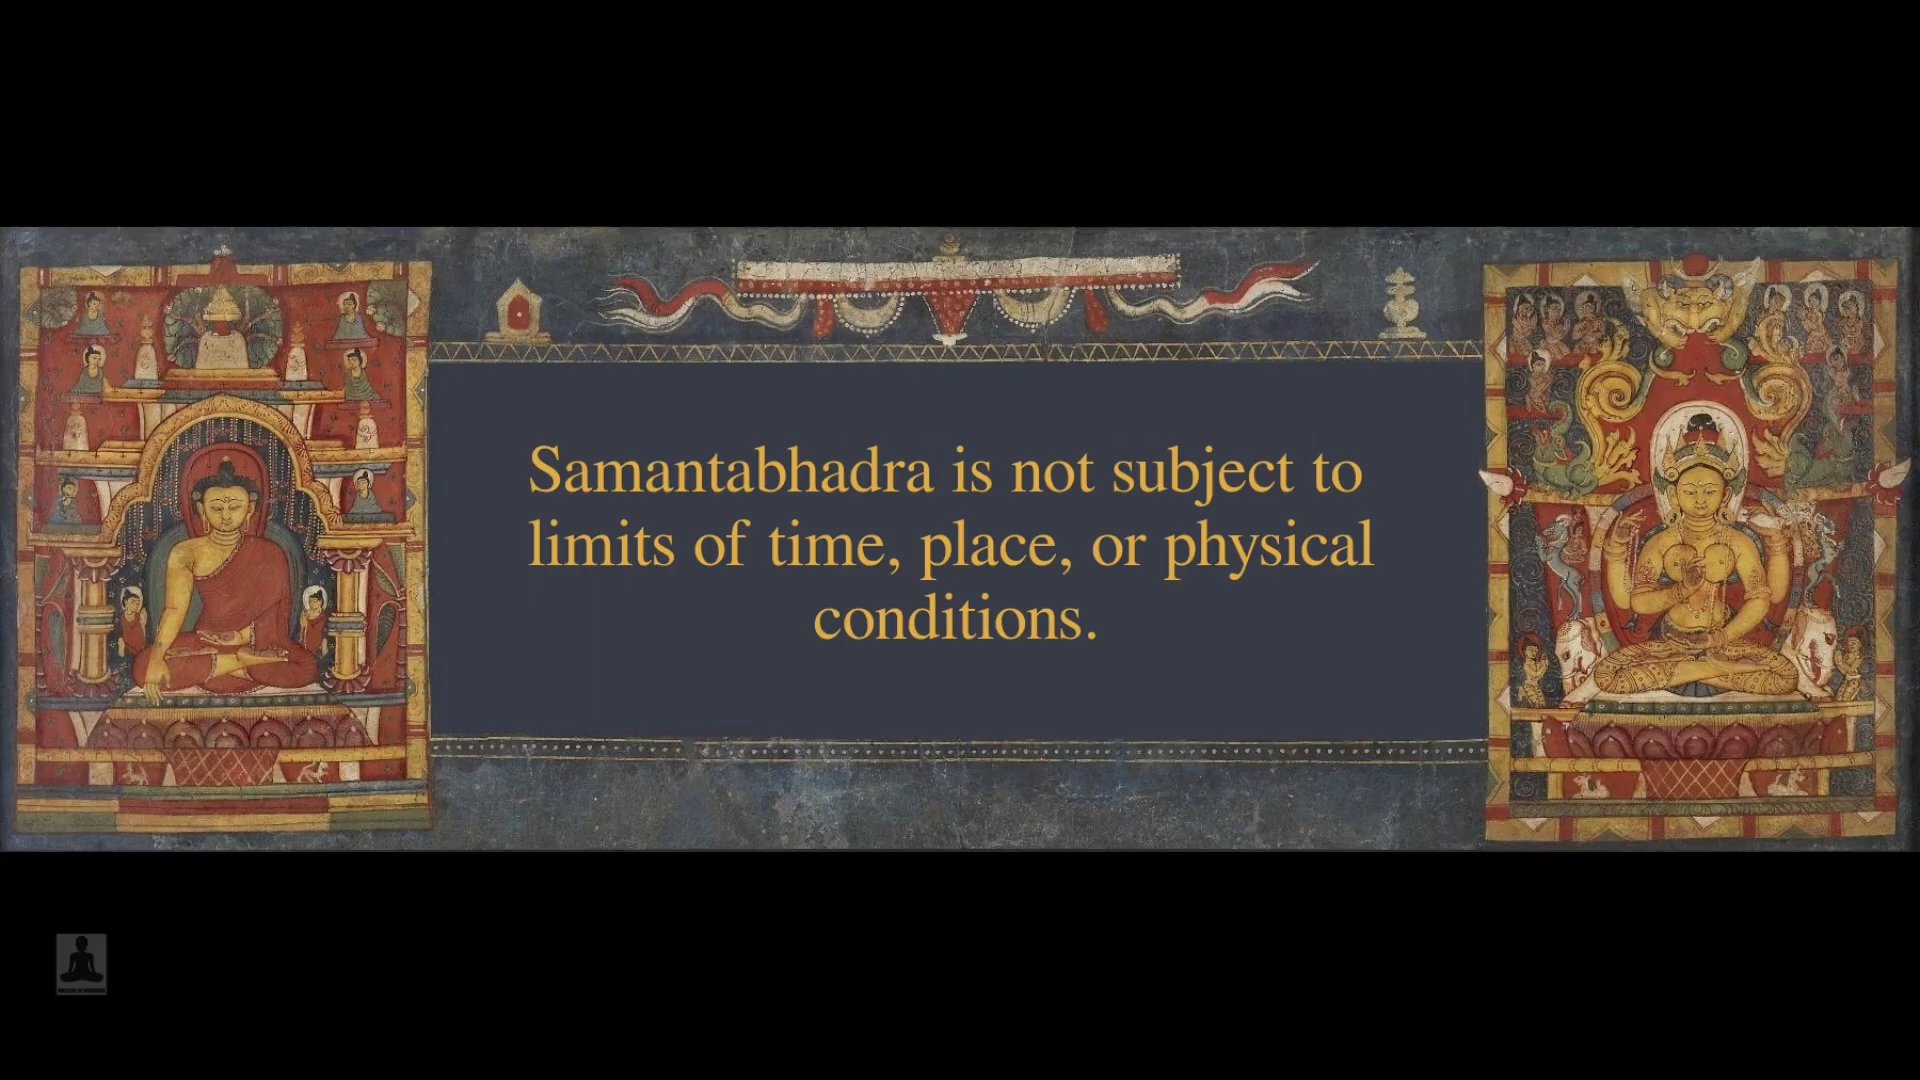 Samantabhadra is not subject to
limits of time, place, or physical
conditions.